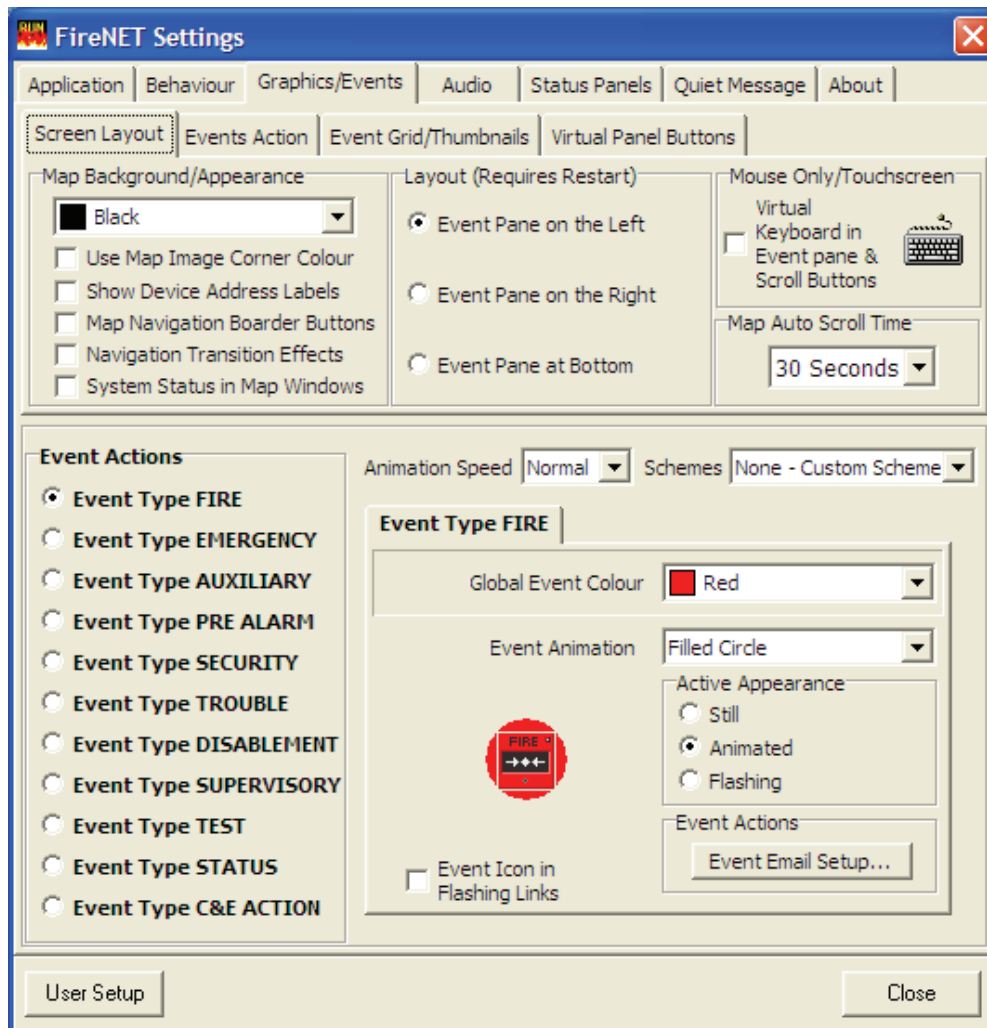 RUN
FireNET Settings
Application Behaviour Graphics/Events Audio Status Panels Quiet Message About
Screen Layout Events Action Event Grid/Thumbnails Virtual Panel Buttons
Map Background/Appearance
Black
Use Map Image Corner Colour
Show Device Address Labels
Map Navigation Boarder Buttons
Navigation Transition Effects
System Status in Map Windows
Layout (Requires Restart)
Event Pane on the Left
Event Pane on the Right
Event Pane at Bottom
Mouse Only/Touchscreen
Virtual
Keyboard in
Event pane &
Scroll Buttons
Map Auto Scroll Time
30 Seconds
Event Actions
Event Type FIRE
Event Type EMERGENCY
Event Type AUXILIARY
Event Type PRE ALARM
Event Type SECURITY
Event Type TROUBLE
Event Type DISABLEMENT
Event Type SUPERVISORY
Event Type TEST
Event Type STATUS
Event Type C&E ACTION
Animation Speed Normal Schemes None - Custom Scheme
Event Type FIRE
Global Event Colour Red
Event Animation Filled Circle
Active Appearance
Still
Animated
Flashing
FIRE
Event Actions
Event Email Setup...
Event Icon in
Flashing Links
User Setup Close